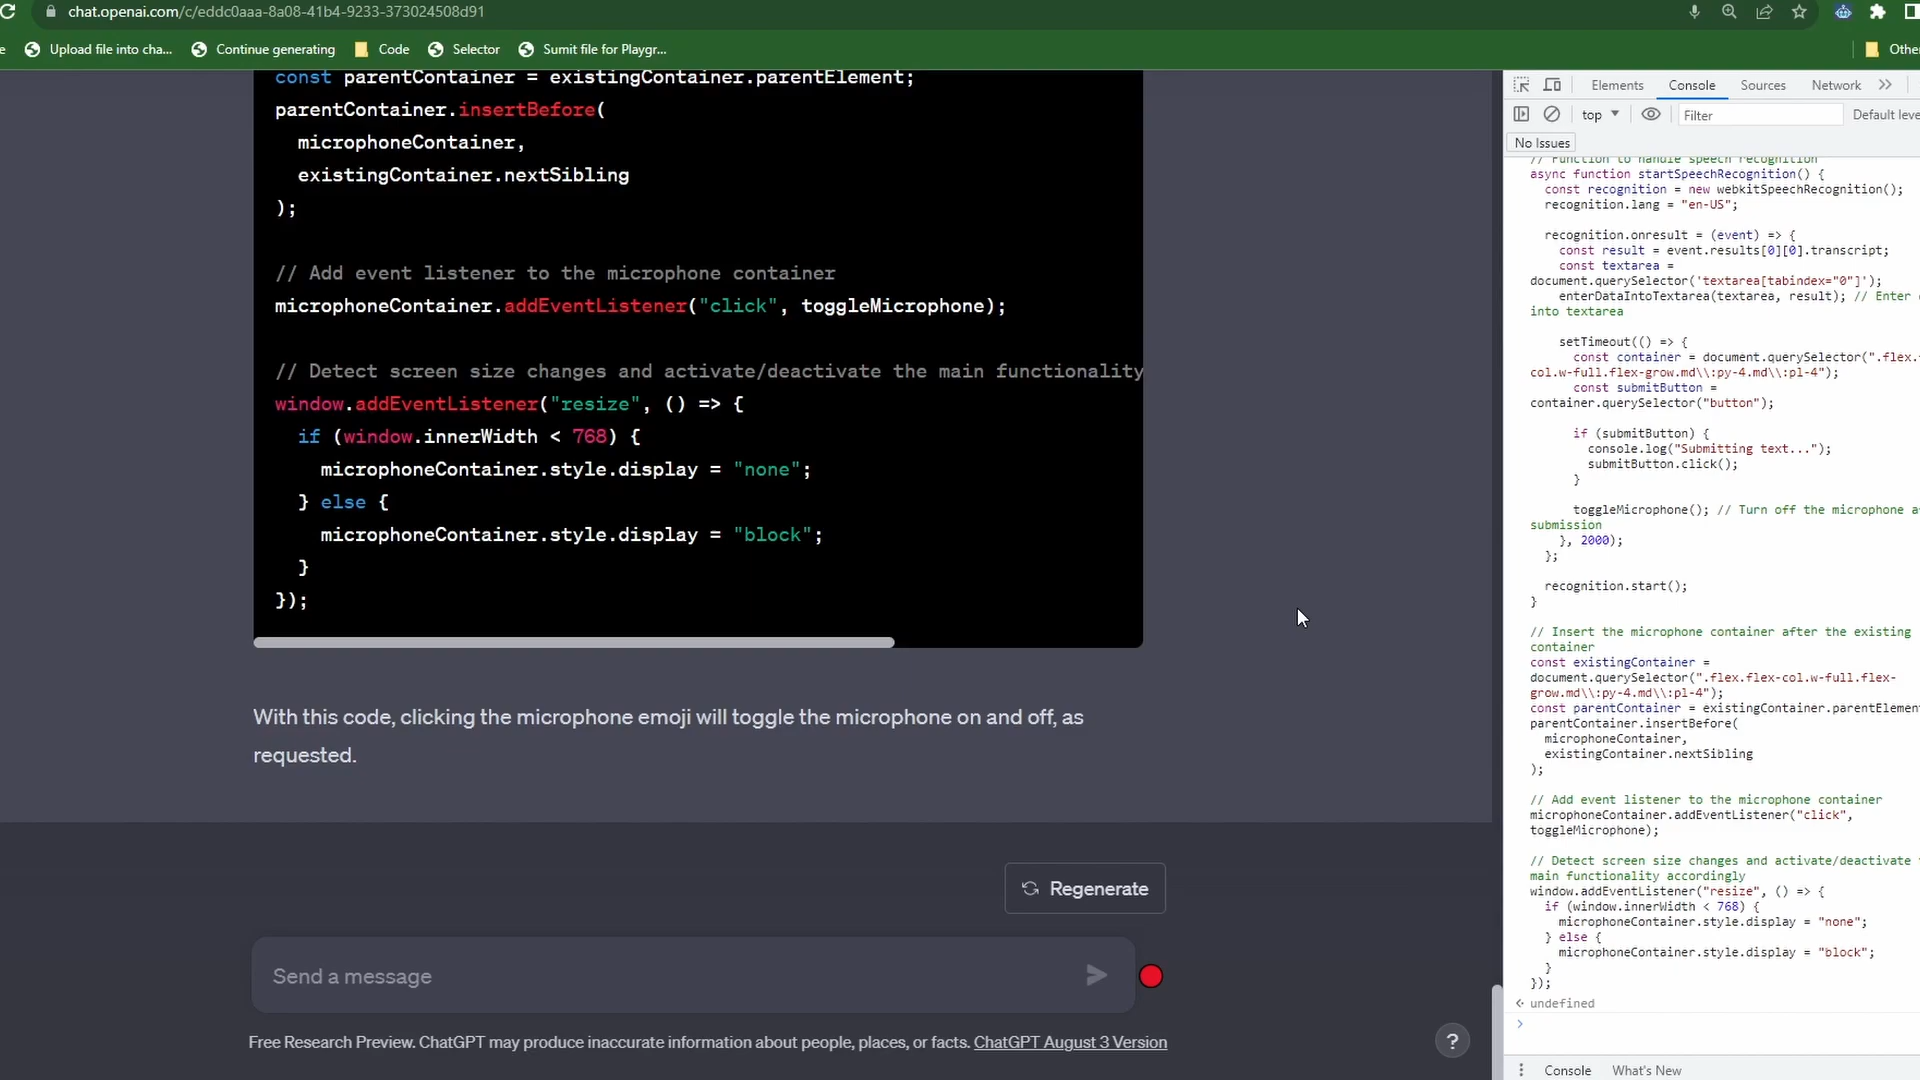 chat.openai.com/c/eddc0aaa-8a08-41b4-9233-373024508d91
Upload file into cha... Continue generating Code Selector Sumit file for Playgr... Othe
const parentContainer = existingContainer.parentElement;
parentContainer.insertBefore(
microphoneContainer,
existingContainer.nextSibling
);
// Add event listener to the microphone container
microphoneContainer.addEventListener("click", toggleMicrophone);
// Detect screen size changes and activate/deactivate the main functionality
window.addEventListener("resize", () => {
if (window.innerWidth < 768) {
microphoneContainer.style.display = "none";
} else {
microphoneContainer.style.display = "block";
}
});
With this code, clicking the microphone emoji will toggle the microphone on and off, as
requested.
Regenerate
Send a message
Free Research Preview. ChatGPT may produce inaccurate information about people, places, or facts. ChatGPT August 3 Version
?
Elements Console Sources Network
top Filter Default leve
No Issues
// Function to handle speech recognition
async function startSpeechRecognition() {
const recognition = new webkitSpeechRecognition();
recognition.lang = "en-US";
recognition.onresult = (event) => {
const result = event.results[0][0].transcript;
const textarea =
document.querySelector('textarea[tabindex="0"]');
enterDataIntoTextarea(textarea, result); // Enter
into textarea
setTimeout(() => {
const container = document.querySelector(".flex.
col.w-full.flex-grow.md\\:py-4.md\\:pl-4");
const submitButton =
container.querySelector("button");
if (submitButton) {
console.log("Submitting text...");
submitButton.click();
}
toggleMicrophone(); // Turn off the microphone a
submission
}, 2000);
};
recognition.start();
}
// Insert the microphone container after the existing
container
const existingContainer =
document.querySelector(".flex.flex-col.w-full.flex-
grow.md\\:py-4.md\\:pl-4");
const parentContainer = existingContainer.parentElement
parentContainer.insertBefore(
microphoneContainer,
existingContainer.nextSibling
);
// Add event listener to the microphone container
microphoneContainer.addEventListener("click",
toggleMicrophone);
// Detect screen size changes and activate/deactivate
main functionality accordingly
window.addEventListener("resize", () => {
if (window.innerWidth < 768) {
microphoneContainer.style.display = "none";
} else {
microphoneContainer.style.display = "block";
}
});
undefined
Console What's New